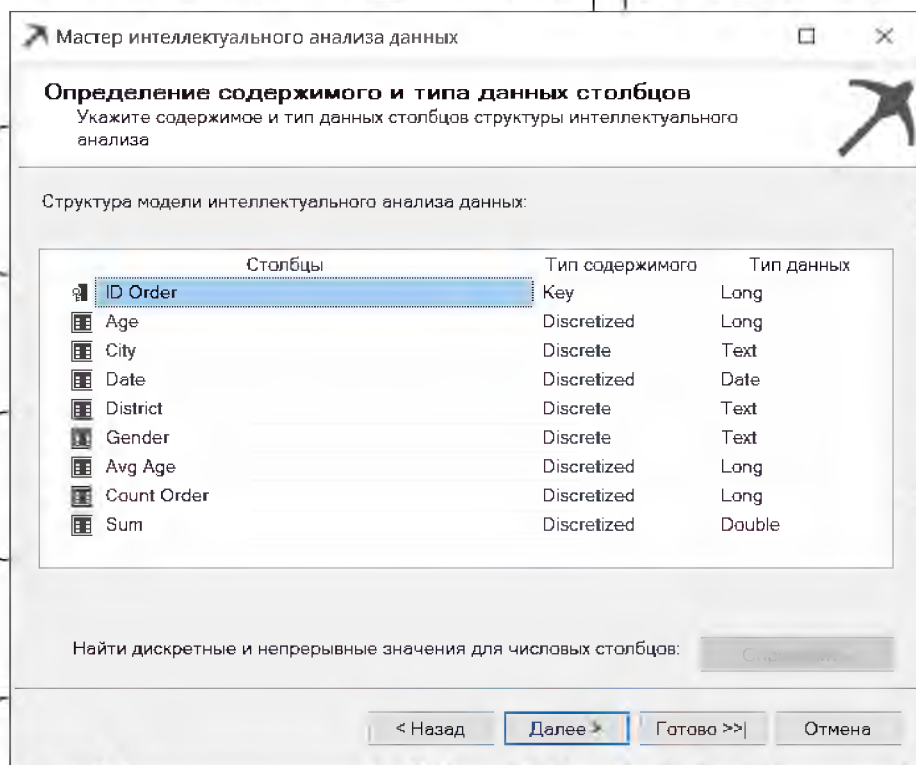 Мастер интеллектуального анализа данных
Определение содержимого и типа данных столбцов
Укажите содержимое и тип данных столбцов структуры интеллектуального
анализа
Структура модели интеллектуального анализа данных:
Столбцы Тип содержимого Тип данных
ID Order Key Long
Age Discretized Long
City Discrete Text
Date Discretized Date
District Discrete Text
Gender Discrete Text
Avg Age Discretized Long
Count Order Discretized Long
Sum Discretized Double
Найти дискретные и непрерывные значения для числовых столбцов:
< Назад Далее > Готово >>| Отмена